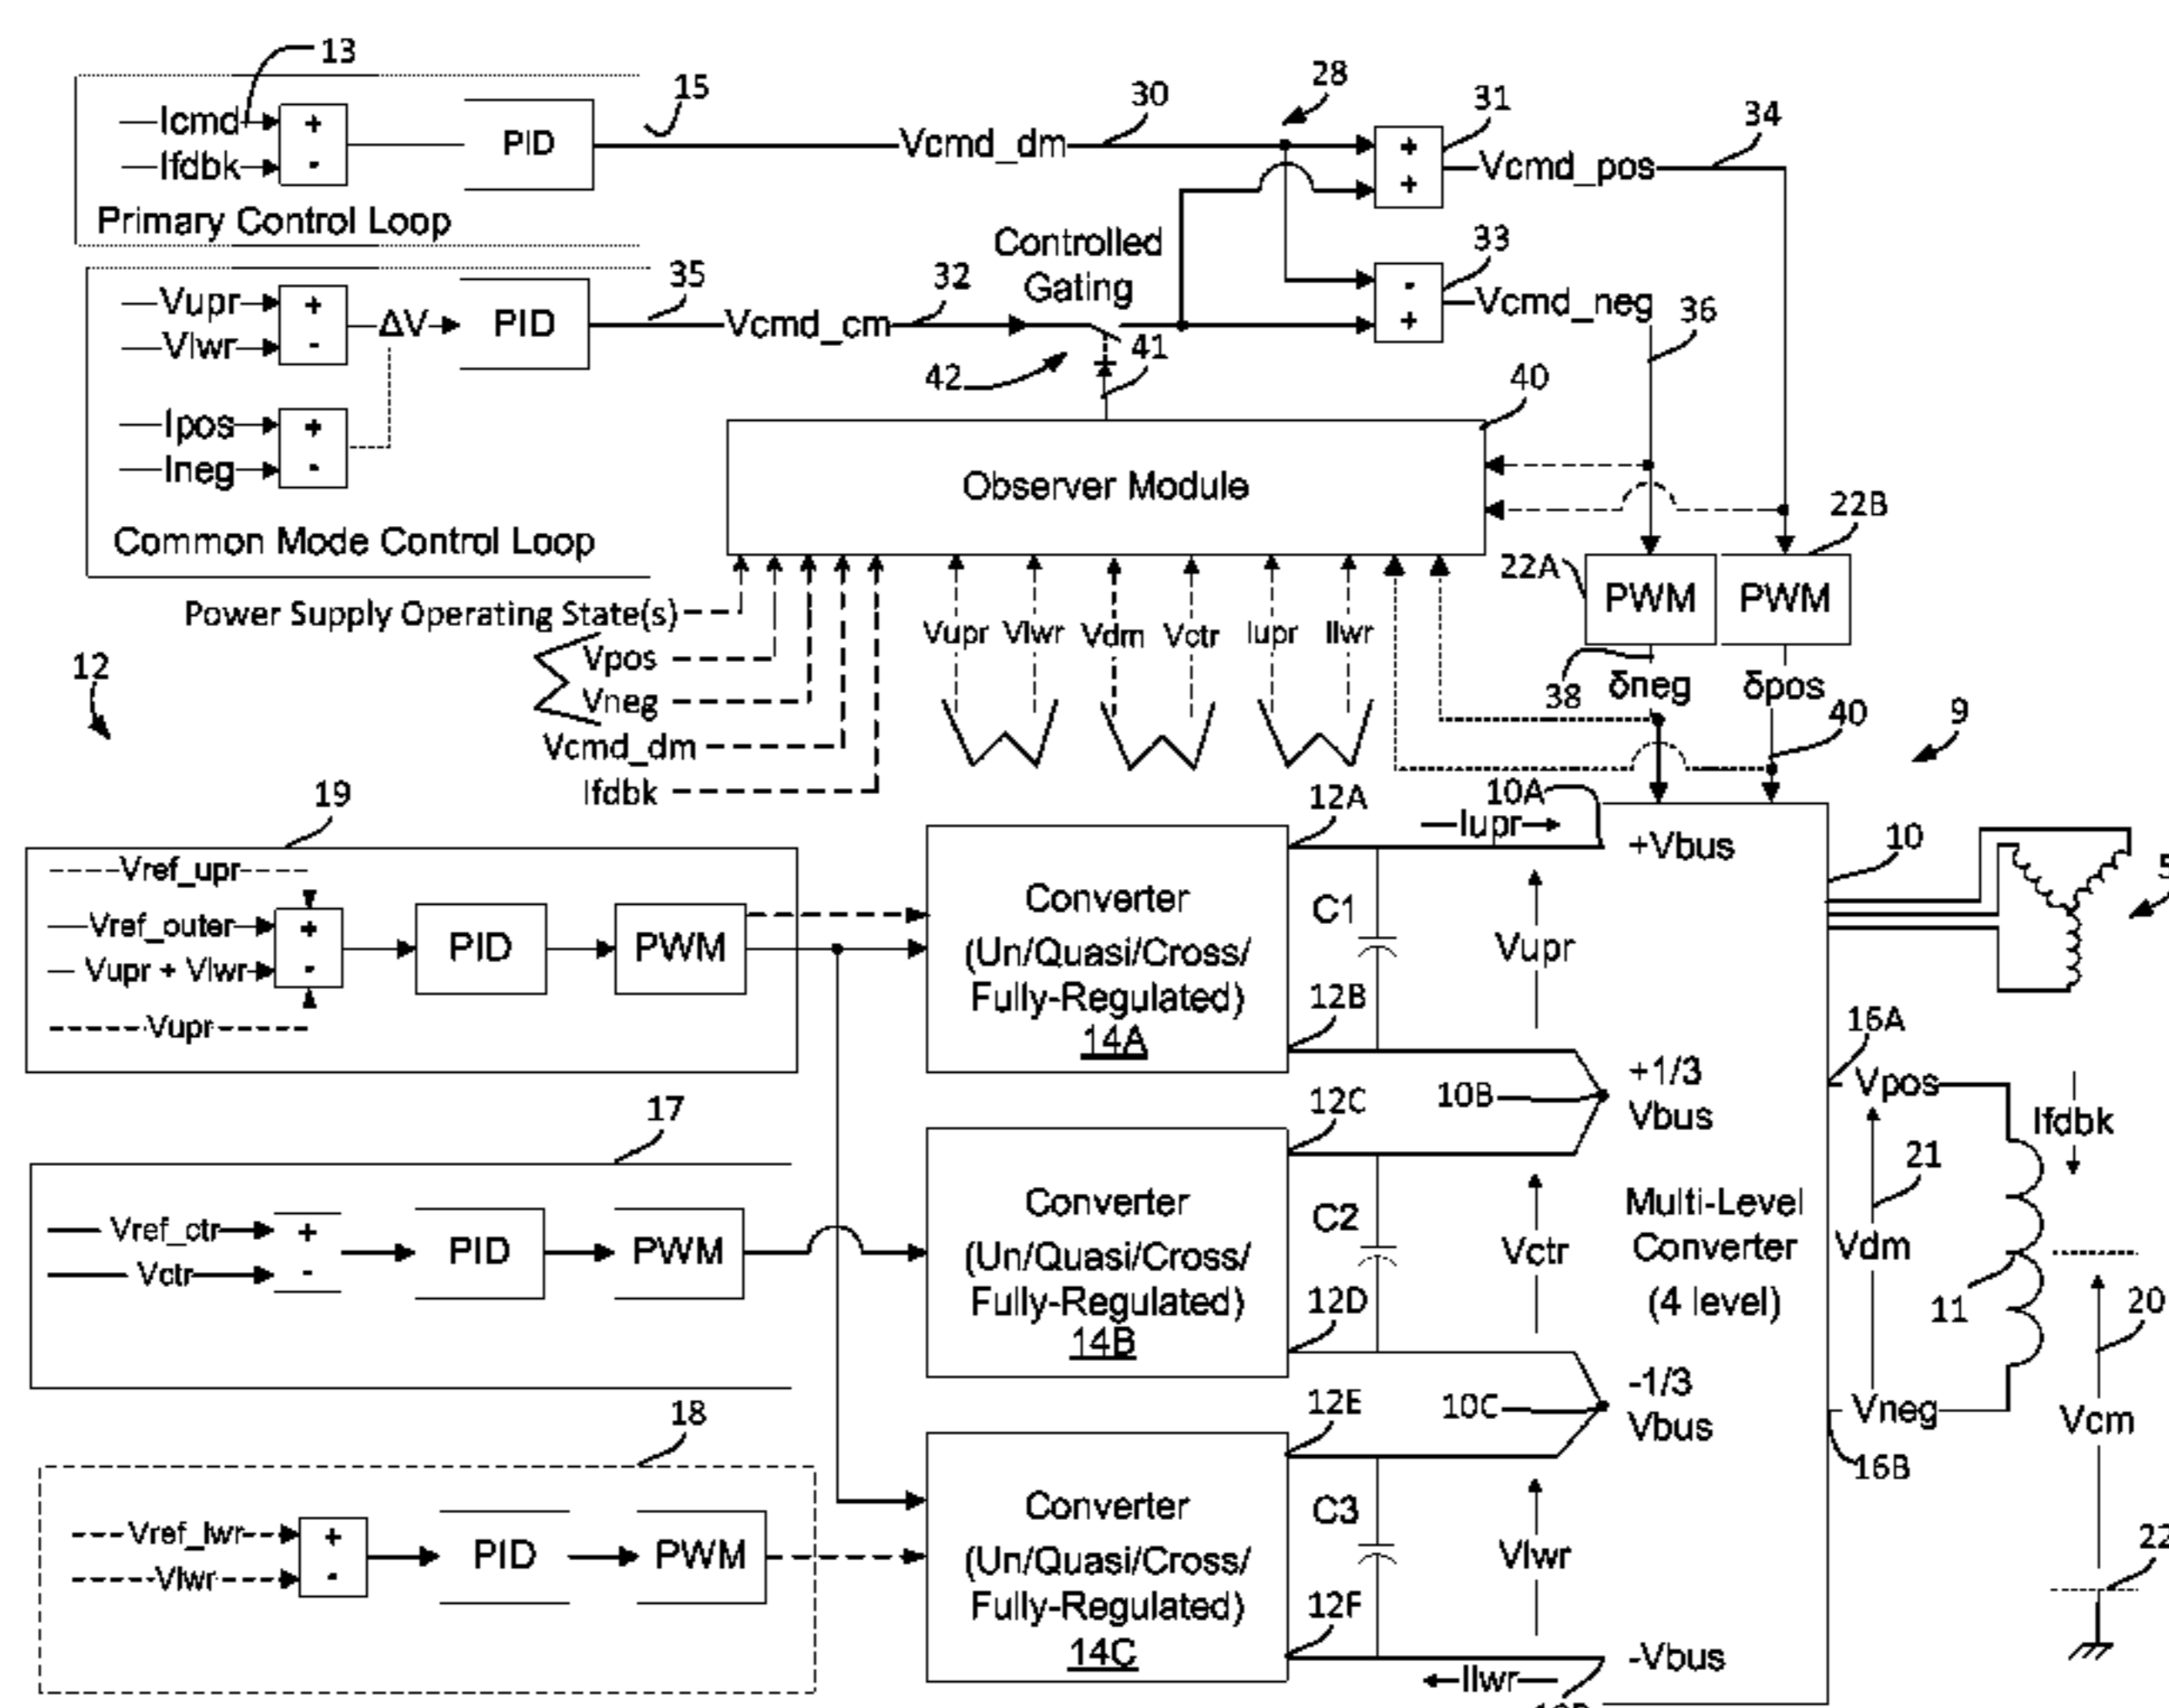 13
Icmd
Ifdbk
+
-
PID
15
Vcmd_dm
30
28
31
+
+
Vcmd_pos
34
Primary Control Loop
Controlled
Gating
33
-
+
Vcmd_neg
36
Vupr
Vlwr
+
-
ΔV
PID
35
Vcmd_cm
32
41
42
Ipos
Ineg
+
-
Common Mode Control Loop
40
Observer Module
22B
22A
PWM
PWM
38
δneg
δpos
40
9
Power Supply Operating State(s)
Vpos
Vneg
Vcmd_dm
Ifdbk
Vupr
Vlwr
Vdm
Vctr
Iupr
Ilwr
12
19
Vref_upr
Vref_outer
Vupr + Vlwr
Vupr
+
-
PID
PWM
12A
Converter
(Un/Quasi/Cross/
Fully-Regulated)
14A
12B
C1
Iupr
10A
Vupr
+Vbus
10
16A
17
Vref_ctr
Vctr
+
-
PID
PWM
12C
Converter
(Un/Quasi/Cross/
Fully-Regulated)
14B
12D
C2
10B
+1/3
Vbus
Vctr
Multi-Level
Converter
(4 level)
Vpos
Ifdbk
21
Vdm
11
20
Vcm
Vneg
16B
22
18
Vref_lwr
Vlwr
+
-
PID
PWM
12E
Converter
(Un/Quasi/Cross/
Fully-Regulated)
14C
12F
C3
10C
-1/3
Vbus
Vlwr
Ilwr
-Vbus